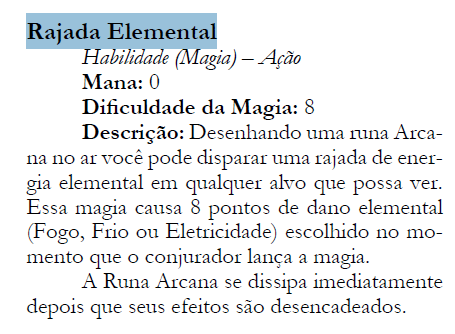 Rajada Elemental
Habilidade (Magia) – Ação
Mana: 0
Dificuldade da Magia: 8
Descrição: Desenhando uma runa Arca-
na no ar você pode disparar uma rajada de ener-
gia elemental em qualquer alvo que possa ver.
Essa magia causa 8 pontos de dano elemental
(Fogo, Frio ou Eletricidade) escolhido no mo-
mento que o conjurador lança a magia.
A Runa Arcana se dissipa imediatamente
depois que seus efeitos são desencadeados.